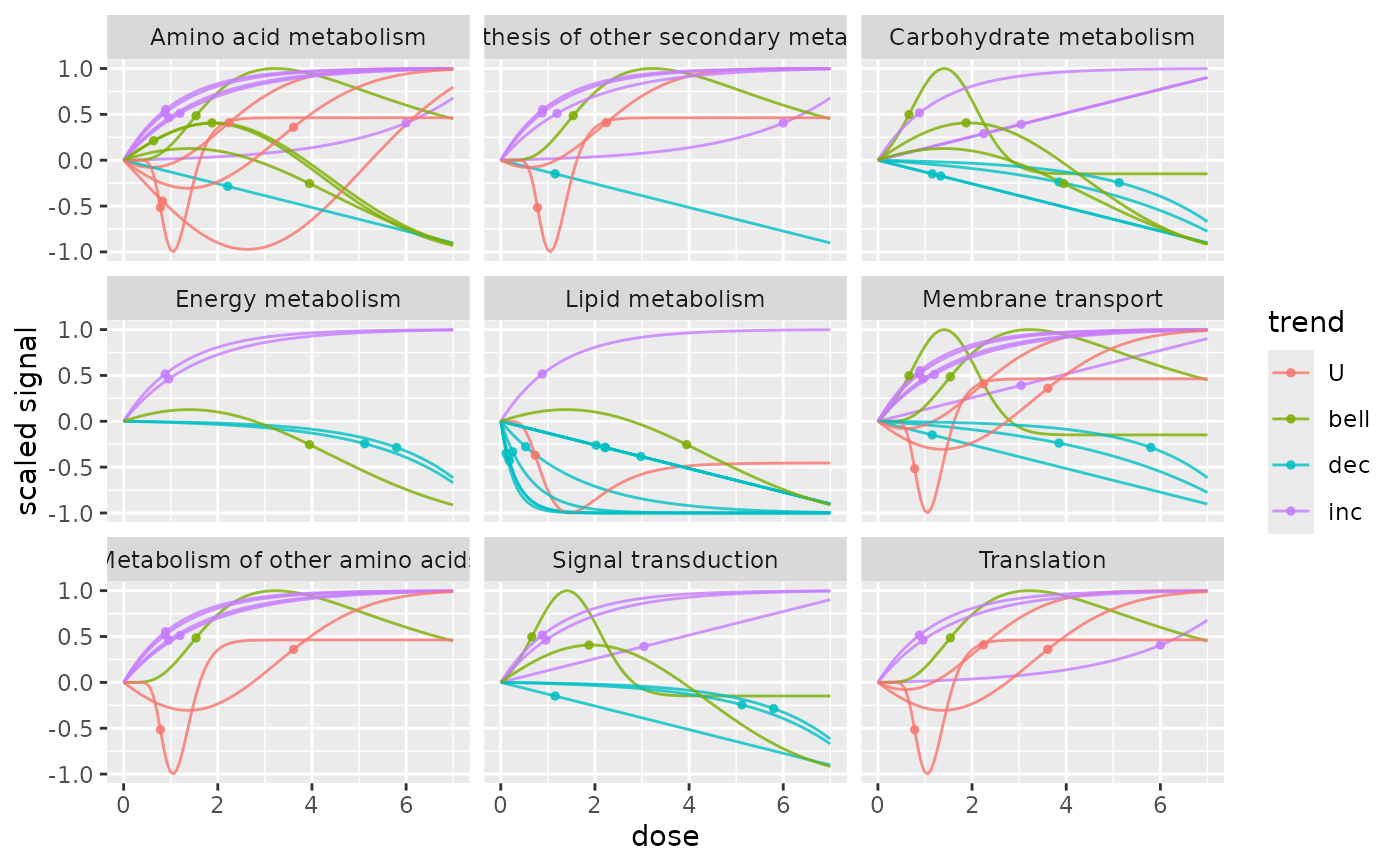 Amino acid metabolism
thesis of other secondary meta
Carbohydrate metabolism
1.0
0.5
0.0
-0.5
-1.0
Energy metabolism
Lipid metabolism
Membrane transport
1.0
0.5
0.0
-0.5
-1.0
Metabolism of other amino acids
Signal transduction
Translation
1.0
0.5
0.0
-0.5
-1.0
0 2 4 6
0 2 4 6
0 2 4 6
dose
scaled signal
trend
U
bell
dec
inc